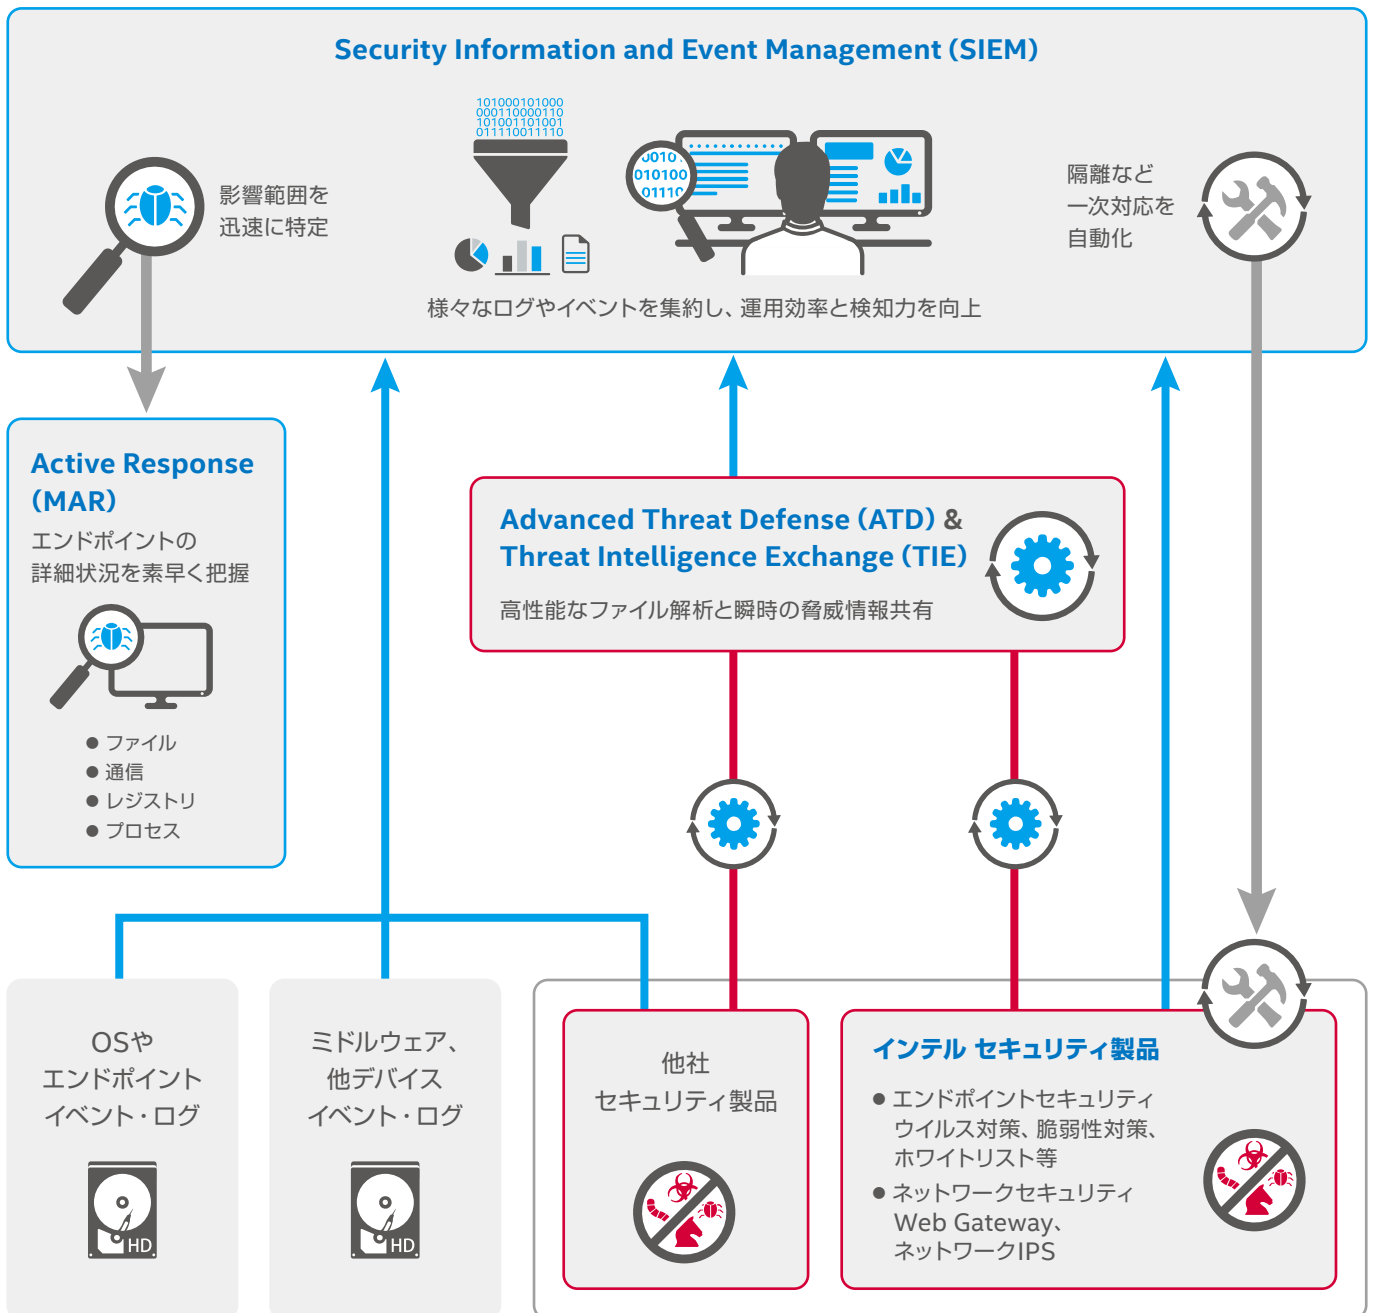 Security Information and Event Management (SIEM)
101000101000
000110000110
101001101001
011110011110
影響範囲を
迅速に特定
0010
010100
01110
隔離など
一次対応を
自動化
様々なログやイベントを集約し、運用効率と検知力を向上
Active Response
(MAR)
エンドポイントの
詳細状況を素早く把握
● ファイル
● 通信
● レジストリ
● プロセス
Advanced Threat Defense (ATD) &
Threat Intelligence Exchange (TIE)
高性能なファイル解析と瞬時の脅威情報共有
OSや
エンドポイント
イベント・ログ
HD
ミドルウェア、
他デバイス
イベント・ログ
HD
他社
セキュリティ製品
インテル セキュリティ製品
● エンドポイントセキュリティ
ウイルス対策、脆弱性対策、
ホワイトリスト等
● ネットワークセキュリティ
Web Gateway、
ネットワークIPS